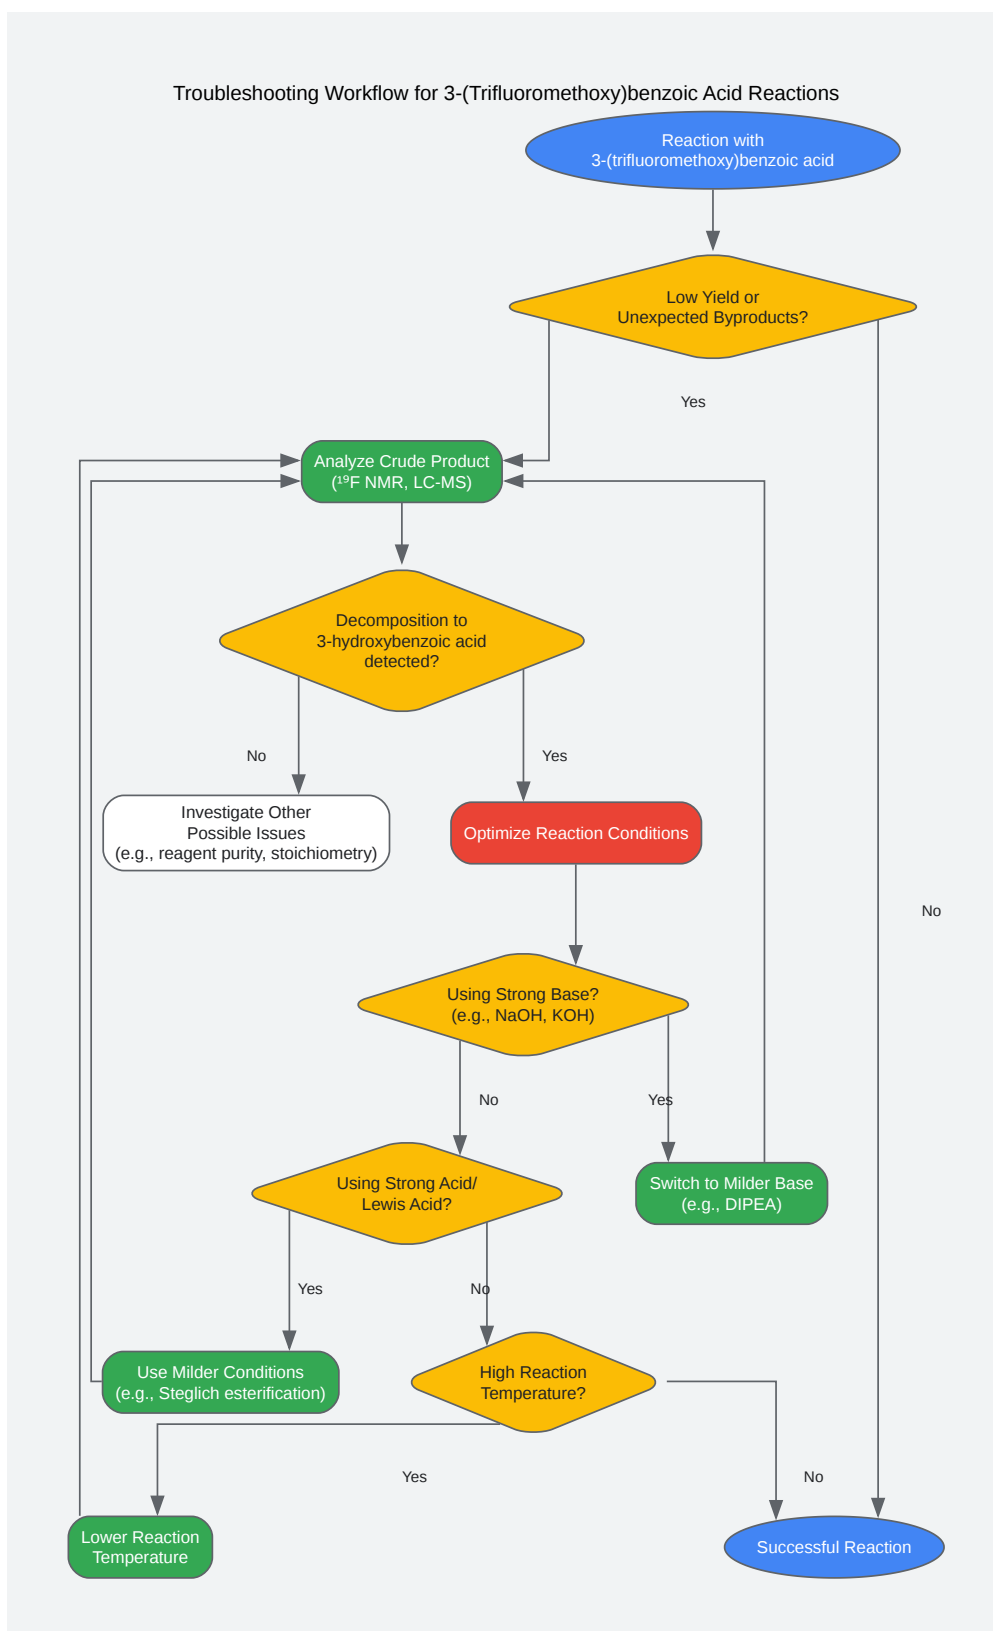 Troubleshooting Workflow for 3-(Trifluoromethoxy)benzoic Acid Reactions
Reaction with
3-(trifluoromethoxy)benzoic acid
Low Yield or
Unexpected Byproducts?
Yes
Analyze Crude Product
(¹⁹F NMR, LC-MS)
Decomposition to
3-hydroxybenzoic acid
detected?
No
Yes
Investigate Other
Possible Issues
(e.g., reagent purity, stoichiometry)
Optimize Reaction Conditions
No
Using Strong Base?
(e.g., NaOH, KOH)
No
Yes
Using Strong Acid/
Lewis Acid?
Switch to Milder Base
(e.g., DIPEA)
Yes
No
Use Milder Conditions
(e.g., Steglich esterification)
High Reaction
Temperature?
Yes
No
Lower Reaction
Temperature
Successful Reaction